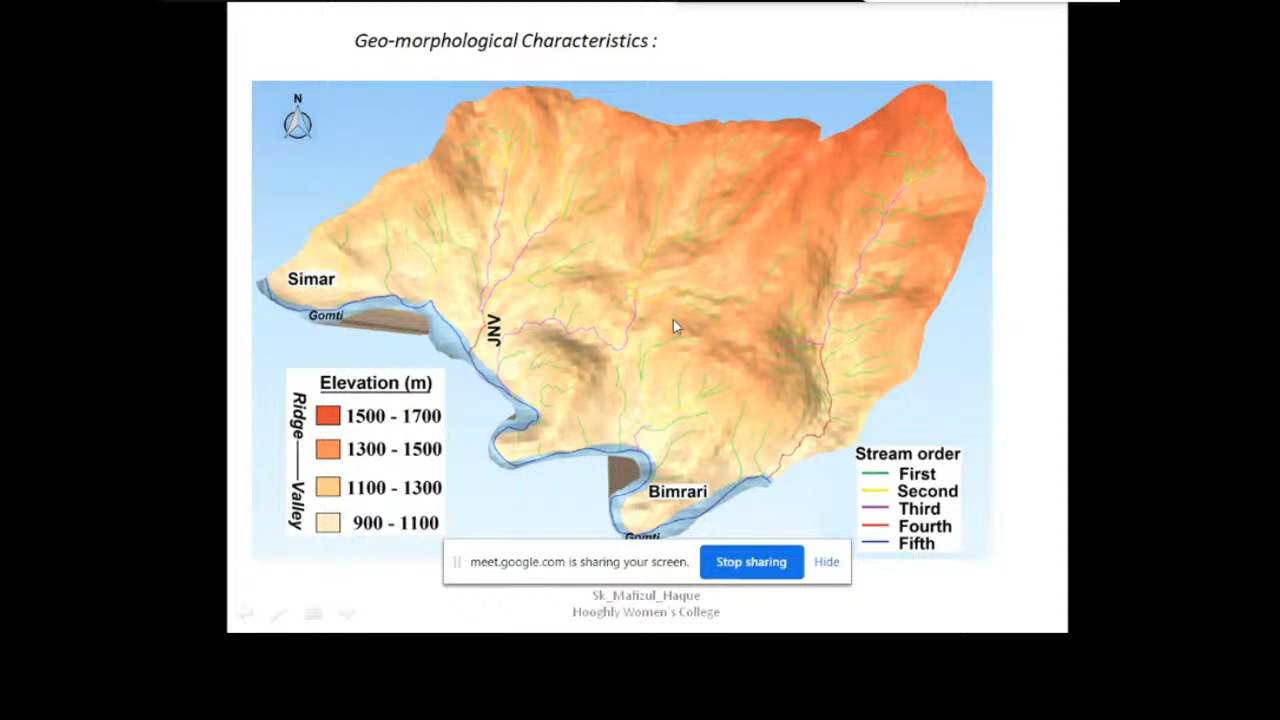 Geo-morphological Characteristics :
N
Simar
Gomti
JNV
Elevation (m)
Ridge
Valley
1500 - 1700
1300 - 1500
1100 - 1300
900 - 1100
Bimrari
Gomti
Stream order
First
Second
Third
Fourth
Fifth
meet.google.com is sharing your screen.
Stop sharing
Hide
Sk_Mafizul_Haque
Hooghly Women's College